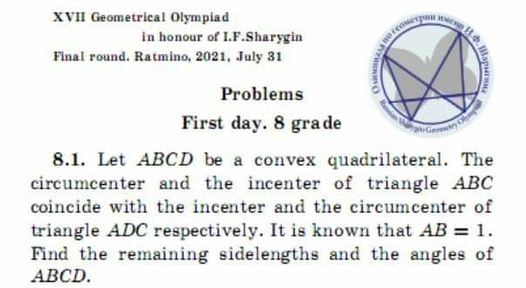 XVII Geometrical Olympiad
in honour of I.F.Sharygin
Final round. Ratmino, 2021, July 31
Олимпиада по геометрии имени И.Ф. Шарыгина
Russian Sharygin Geometry Olympiad
Problems
First day. 8 grade
8.1. Let ABCD be a convex quadrilateral. The
circumcenter and the incenter of triangle ABC
coincide with the incenter and the circumcenter of
triangle ADC respectively. It is known that AB = 1.
Find the remaining sidelengths and the angles of
ABCD.